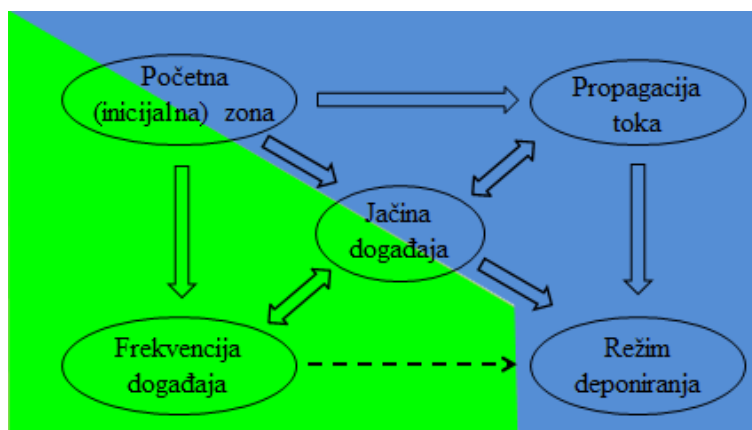 Početna
(inicijalna) zona
Propagacija
toka
Jačina
događaja
Frekvencija
događaja
Režim
deponiranja